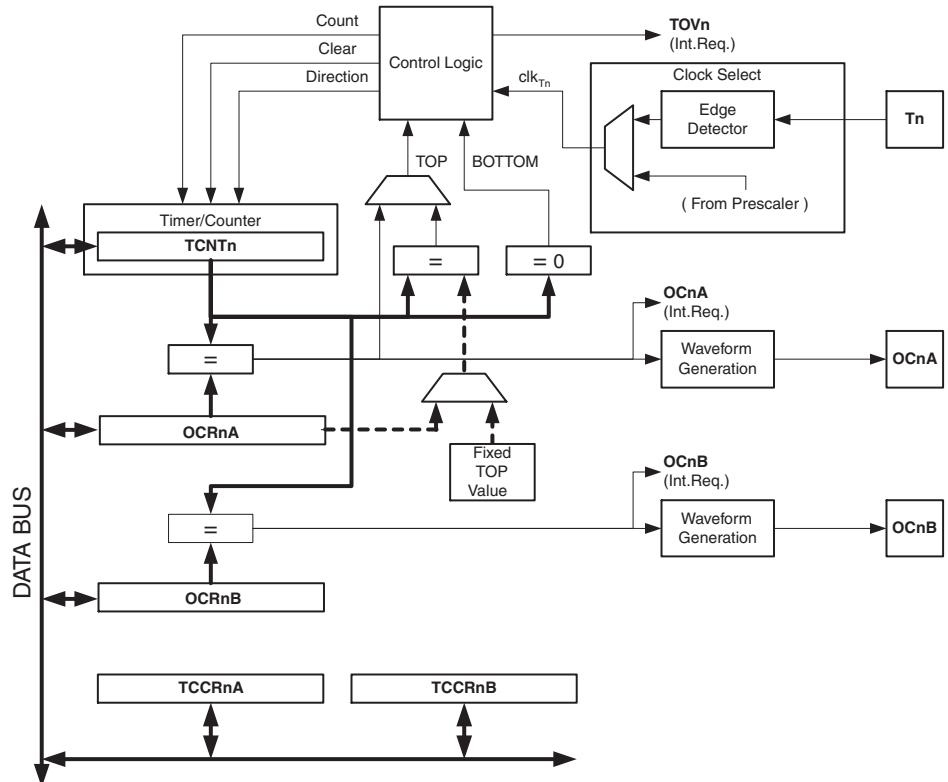 Count
Clear
Direction
Control Logic
TOVn
(Int.Req.)
clkTn
Clock Select
Edge
Detector
Tn
( From Prescaler )
TOP
BOTTOM
Timer/Counter
TCNTn
=
= 0
OCnA
(Int.Req.)
=
Waveform
Generation
OCnA
OCRnA
Fixed
TOP
Value
OCnB
(Int.Req.)
=
Waveform
Generation
OCnB
OCRnB
DATA BUS
TCCRnA
TCCRnB